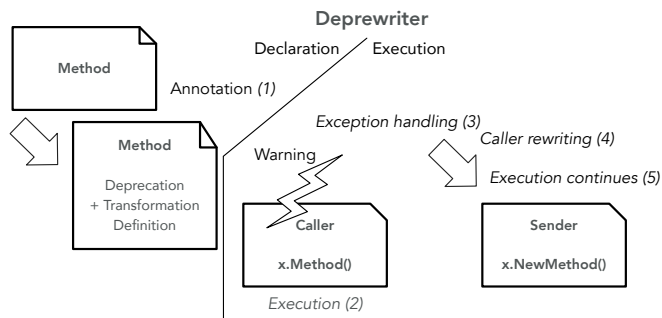 Deprewriter
Declaration
Execution
Method
Annotation (1)
Method
Deprecation
+ Transformation
Definition
Exception handling (3)
Caller rewriting (4)
Execution continues (5)
Warning
Caller
x.Method()
Execution (2)
Sender
x.NewMethod()